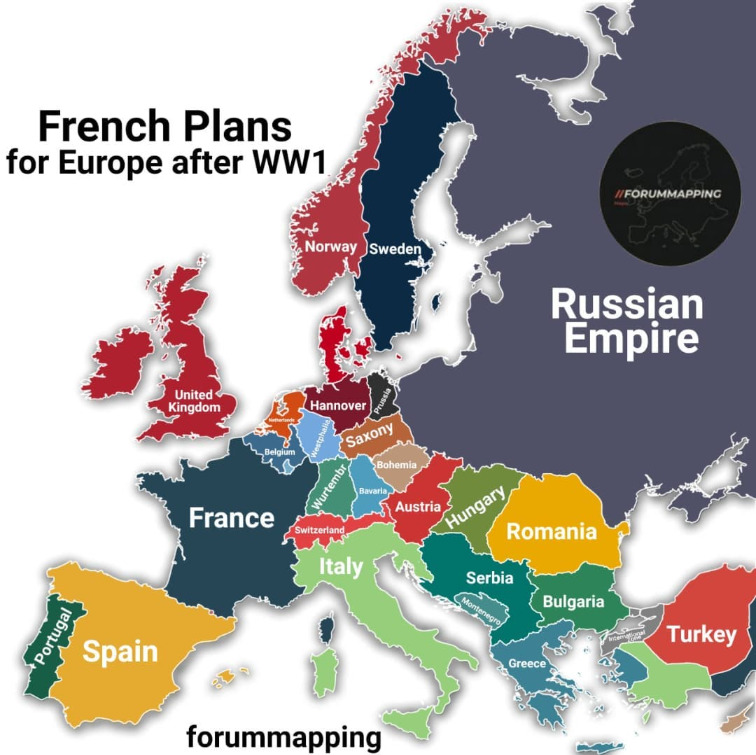 French Plans
for Europe after WW1
//FORUMMAPPING
Norway
Sweden
Russian
Empire
United
Kingdom
Netherlands
Hannover
Prussia
Westphalia
Saxony
Belgium
Bohemia
Wurtembr
Bavaria
Austria
Hungary
France
Switzerland
Romania
Italy
Serbia
Montenegro
Bulgaria
Portugal
Spain
Greece
International
Turkey
forummapping